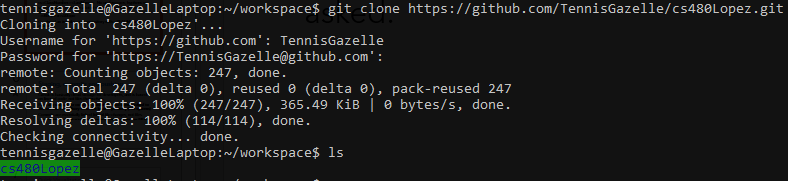 asked.
tennisgazelle@GazelleLaptop:~/workspace$ git clone https://github.com/TennisGazelle/cs480Lopez.git
Cloning into 'cs480Lopez'...
Username for 'https://github.com': TennisGazelle
Password for 'https://TennisGazelle@github.com':
remote: Counting objects: 247, done.
remote: Total 247 (delta 0), reused 0 (delta 0), pack-reused 247
Receiving objects: 100% (247/247), 365.49 KiB | 0 bytes/s, done.
Resolving deltas: 100% (114/114), done.
Checking connectivity... done.
tennisgazelle@GazelleLaptop:~/workspace$ ls
cs480Lopez